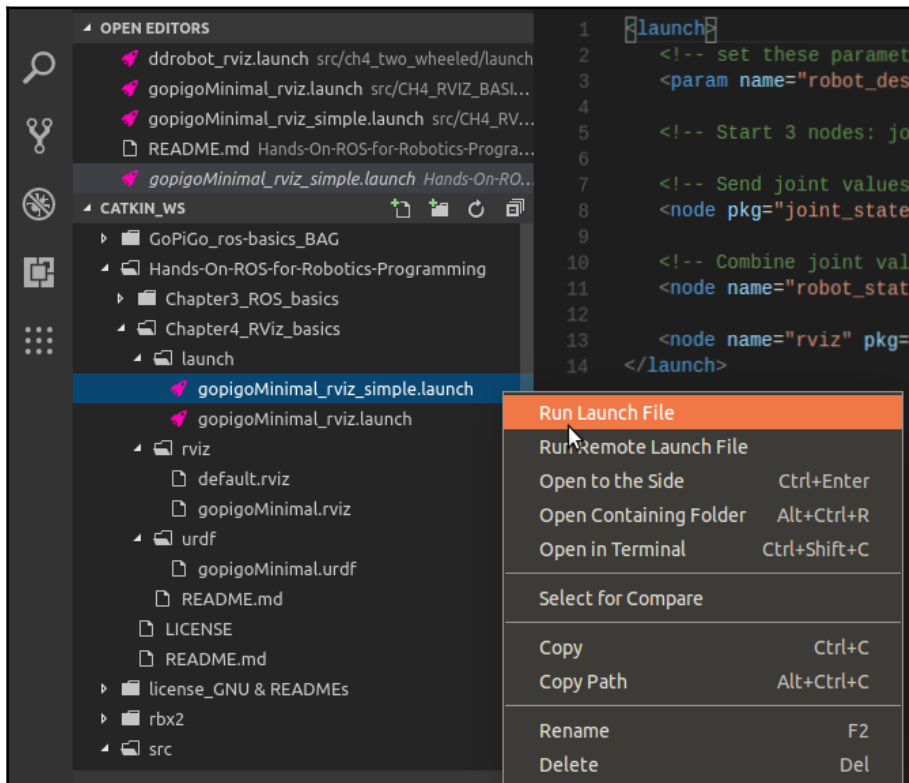 OPEN EDITORS
ddrobot_rviz.launch src/ch4_two_wheeled/launch
gopigoMinimal_rviz.launch src/CH4_RVIZ_BASI...
gopigoMinimal_rviz_simple.launch src/CH4_RV...
README.md Hands-On-ROS-for-Robotics-Progra...
gopigoMinimal_rviz_simple.launch Hands-On-RO...
CATKIN_WS
GoPiGo_ros-basics_BAG
Hands-On-ROS-for-Robotics-Programming
Chapter3_ROS_basics
Chapter4_RViz_basics
launch
gopigoMinimal_rviz_simple.launch
gopigoMinimal_rviz.launch
rviz
default.rviz
gopigoMinimal.rviz
urdf
gopigoMinimal.urdf
README.md
LICENSE
README.md
license_GNU & READMEs
rbx2
src
1 <launch>
2 <!-- set these paramet
3 <param name="robot_des
4
5 <!-- Start 3 nodes: jo
6
7 <!-- Send joint values
8 <node pkg="joint_state
9
10 <!-- Combine joint val
11 <node name="robot_stat
12
13 <node name="rviz" pkg=
14 </launch>
Run Launch File
Run Remote Launch File
Open to the Side Ctrl+Enter
Open Containing Folder Alt+Ctrl+R
Open in Terminal Ctrl+Shift+C
Select for Compare
Copy Ctrl+C
Copy Path Alt+Ctrl+C
Rename F2
Delete Del